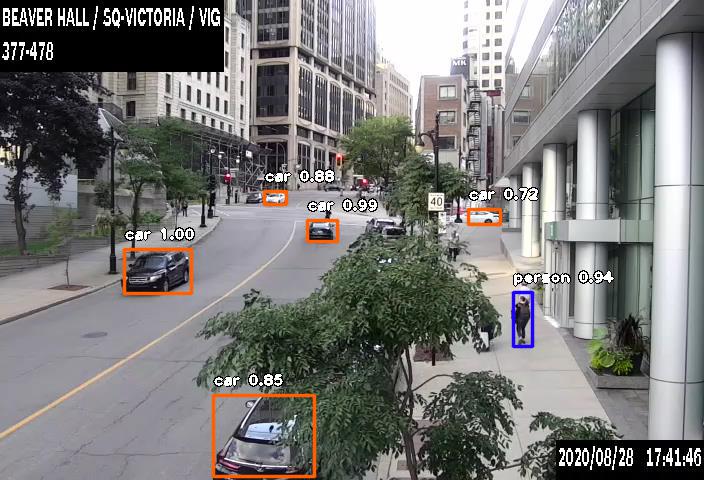 BEAVER HALL / SQ-VICTORIA / VIG
377-478
MK
car 0.88
car 0.72
car 0.99
40
car 1.00
person 0.94
car 0.85
2020/08/28 17:41:46